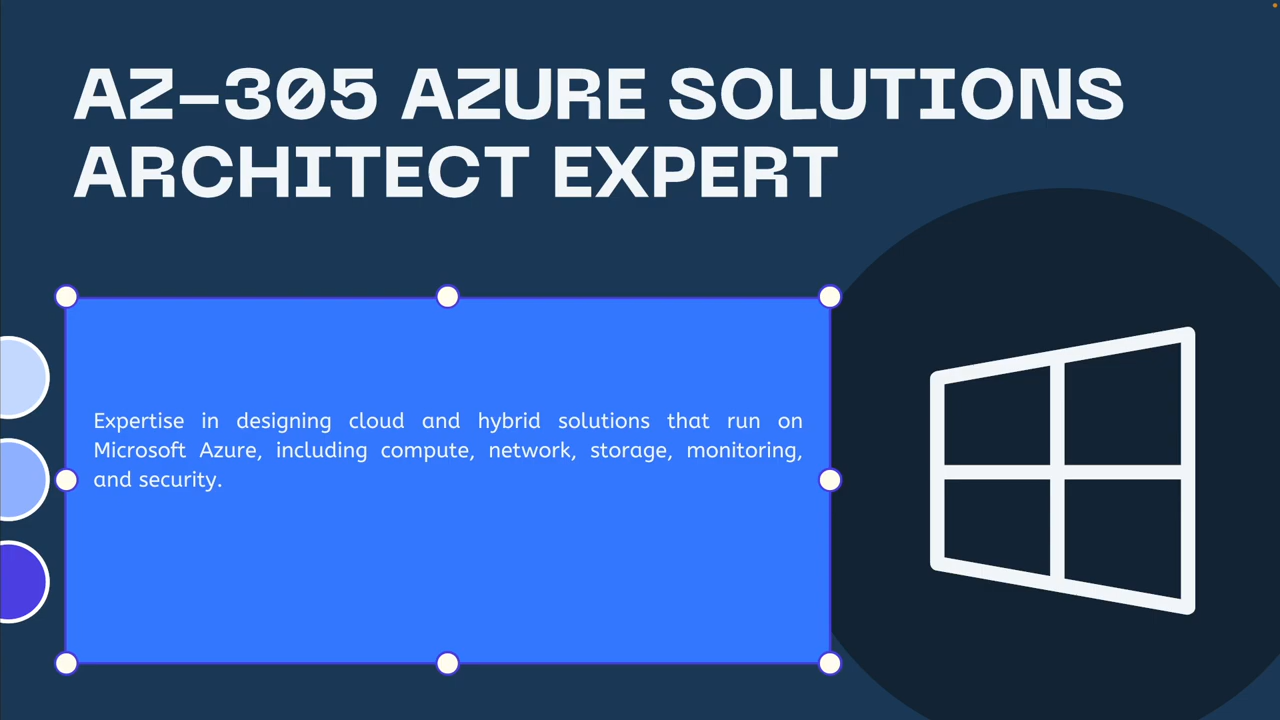 AZ-305 AZURE SOLUTIONS
ARCHITECT EXPERT
Expertise in designing cloud and hybrid solutions that run on
Microsoft Azure, including compute, network, storage, monitoring,
and security.